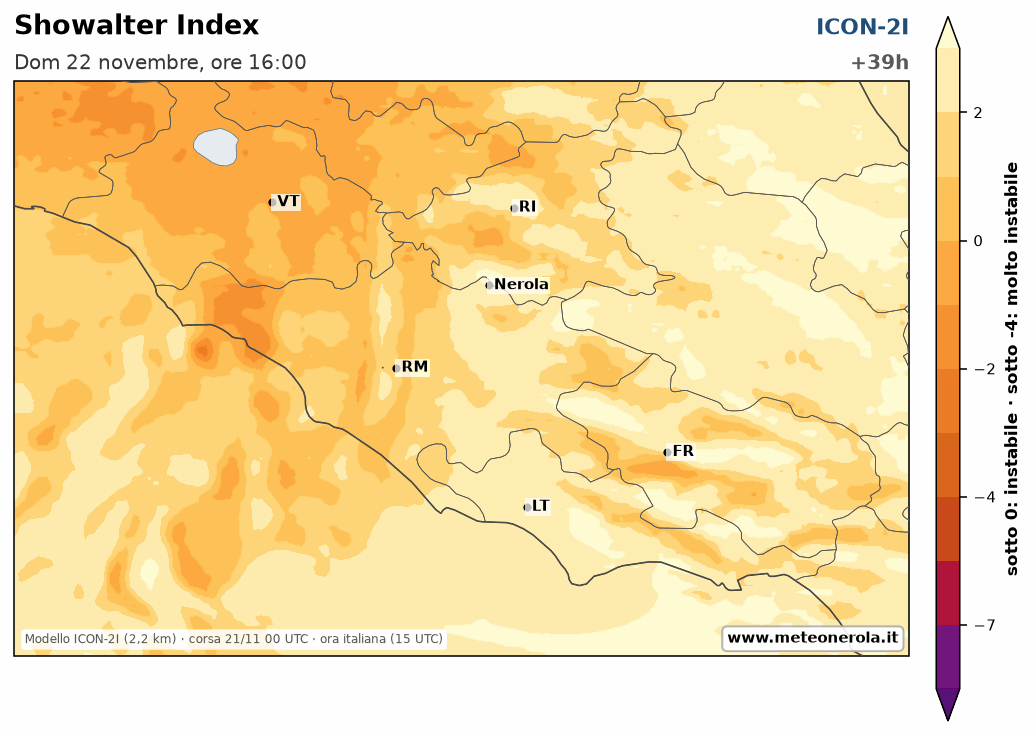 Showalter Index
ICON-2I
Dom 22 novembre, ore 16:00
+39h
VT
RI
Nerola
RM
FR
LT
2
0
−2
−4
−7
sotto 0: instabile · sotto -4: molto instabile
Modello ICON-2I (2,2 km) · corsa 21/11 00 UTC · ora italiana (15 UTC)
www.meteonerola.it